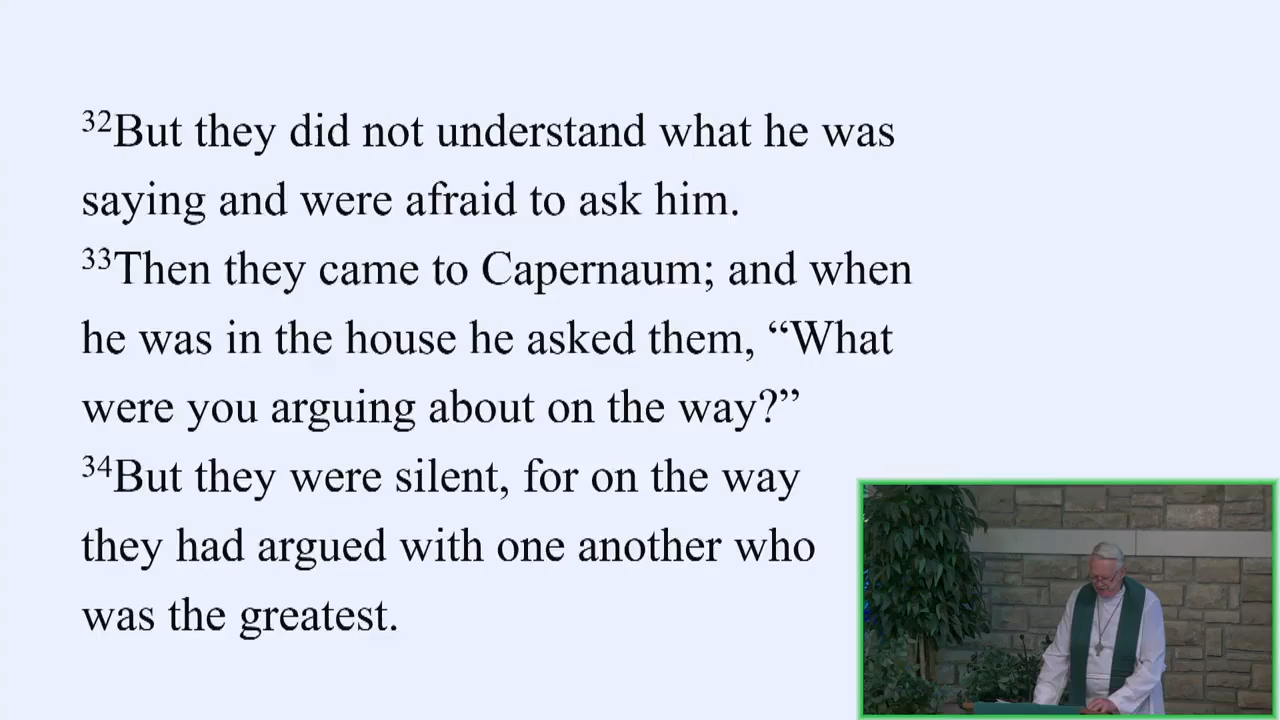 ³²But they did not understand what he was
saying and were afraid to ask him.
³³Then they came to Capernaum; and when
he was in the house he asked them, “What
were you arguing about on the way?”
³⁴But they were silent, for on the way
they had argued with one another who
was the greatest.